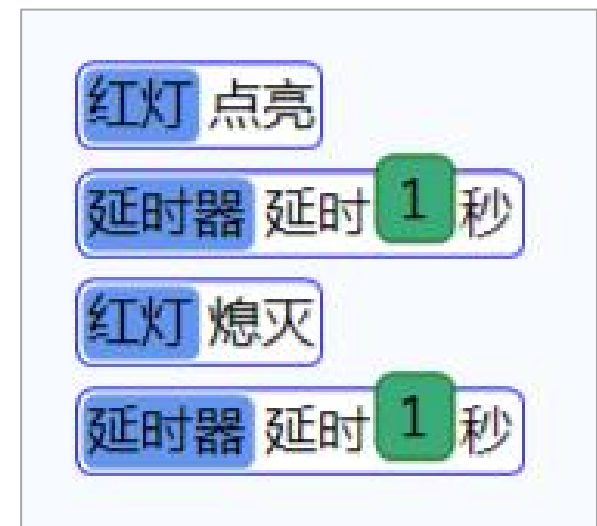 红灯 点亮
延时器 延时 1 秒
红灯 熄灭
延时器 延时 1 秒